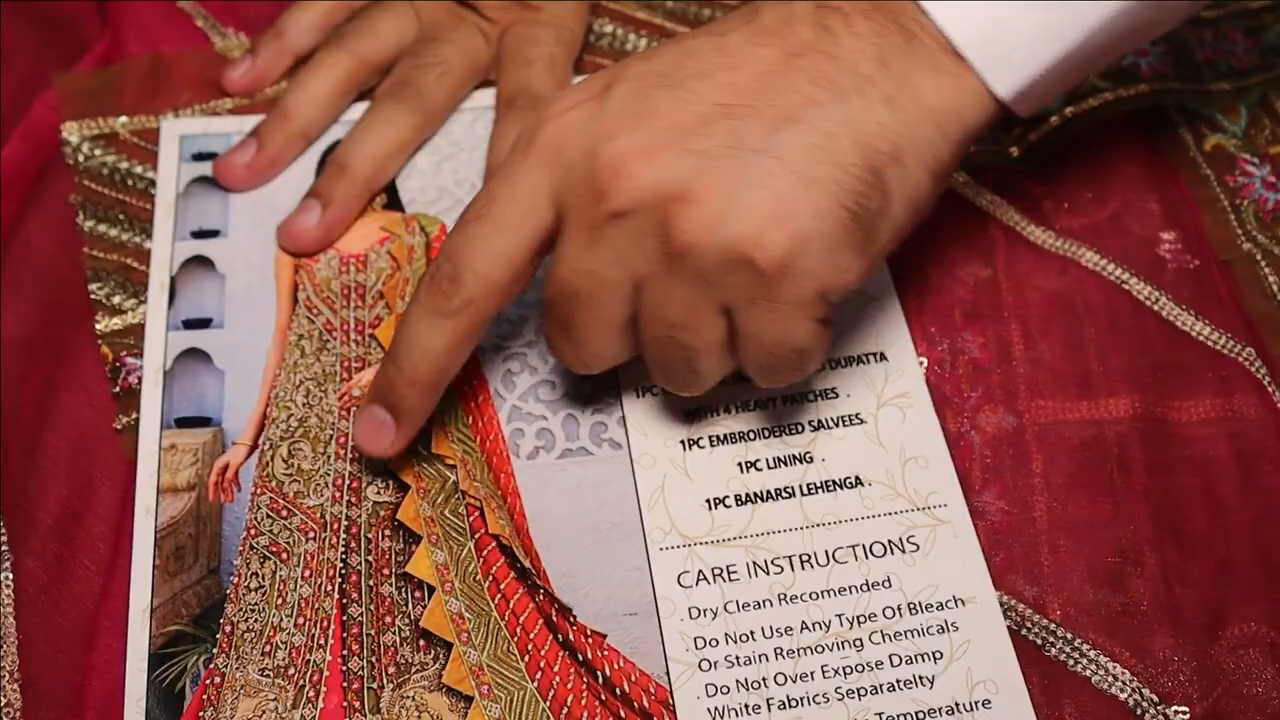 DUPATTA
1PC
WITH 4 HEAVY PATCHES .
1PC EMBROIDERED SALVEES.
1PC LINING .
1PC BANARSI LEHENGA .
CARE INSTRUCTIONS
. Dry Clean Recomended
. Do Not Use Any Type Of Bleach
Or Stain Removing Chemicals
. Do Not Over Expose Damp
White Fabrics Separatelty
Temperature